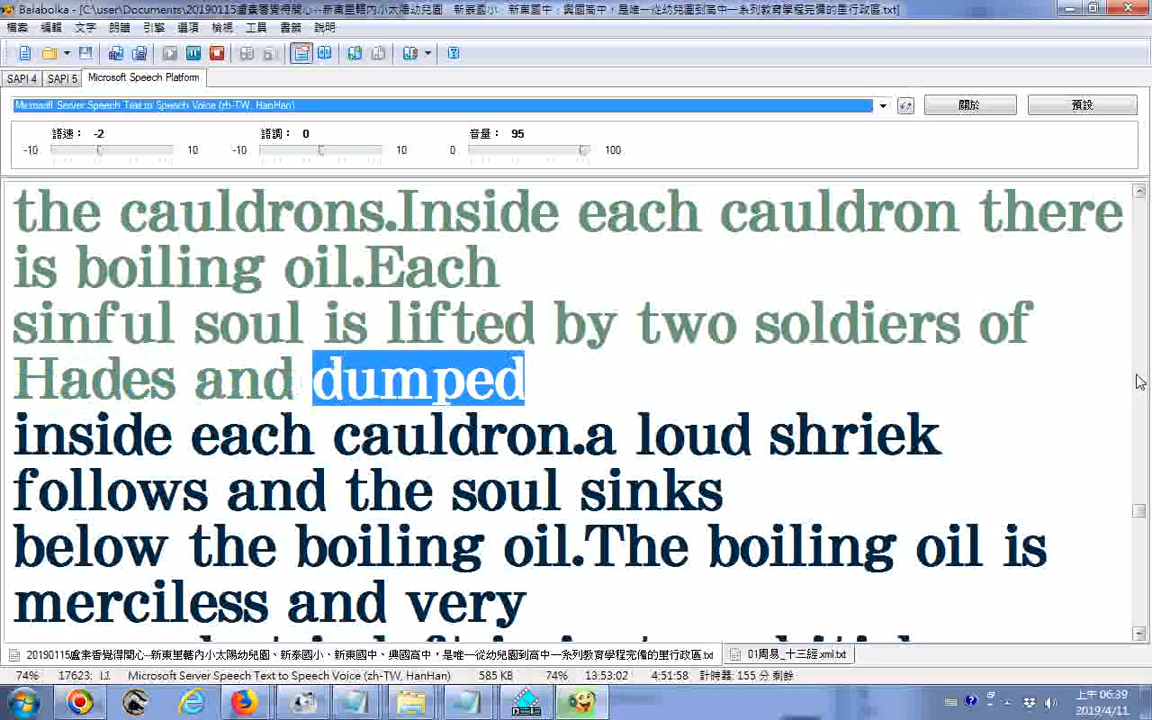 Balabolka - [C:\user\Documents\20190115盧素香覺得開心--新東里轄內小太陽幼兒園、新泰國小、新東國中、興國高中，是唯一從幼兒園到高中一系列教育學程完備的里行政區.txt]
檔案 編輯 文字 朗讀 引擎 選項 檢視 工具 書籤 說明
SAPI 4 SAPI 5 Microsoft Speech Platform
Microsoft Server Speech Text to Speech Voice (zh-TW, HanHan) 關於 預設
語速： -2 語調： 0 音量： 95
-10 10 -10 10 0 100
the cauldrons.Inside each cauldron there
is boiling oil.Each
sinful soul is lifted by two soldiers of
Hades and dumped
inside each cauldron.a loud shriek
follows and the soul sinks
below the boiling oil.The boiling oil is
merciless and very
20190115盧素香覺得開心--新東里轄內小太陽幼兒園、新泰國小、新東國中、興國高中，是唯一從幼兒園到高中一系列教育學程完備的里行政區.txt 01周易_十三經.xml.txt
74% 17623: 1 Microsoft Server Speech Text to Speech Voice (zh-TW, HanHan) 585 KB 74% 13:53:02 4:51:58 計時器: 155 分 剩餘
上午 06:39
2019/4/11